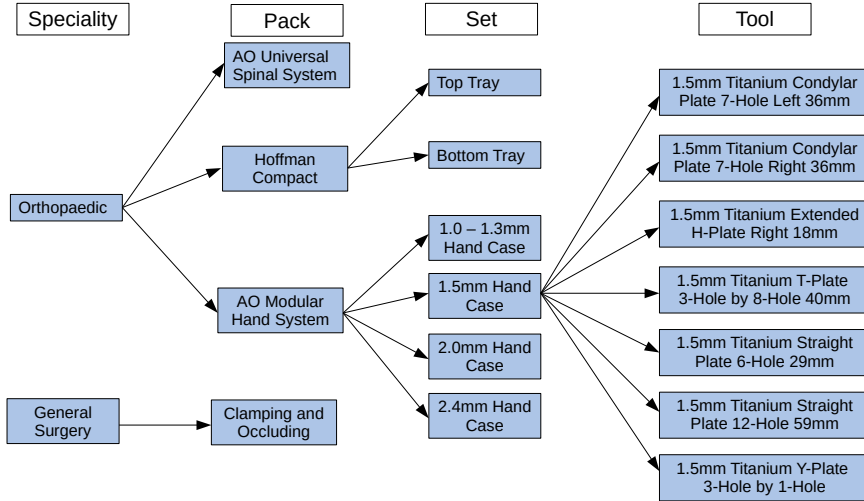 Speciality
Pack
Set
Tool
Orthopaedic
General
Surgery
AO Universal
Spinal System
Hoffman
Compact
AO Modular
Hand System
Clamping and
Occluding
Top Tray
Bottom Tray
1.0 – 1.3mm
Hand Case
1.5mm Hand
Case
2.0mm Hand
Case
2.4mm Hand
Case
1.5mm Titanium Condylar
Plate 7-Hole Left 36mm
1.5mm Titanium Condylar
Plate 7-Hole Right 36mm
1.5mm Titanium Extended
H-Plate Right 18mm
1.5mm Titanium T-Plate
3-Hole by 8-Hole 40mm
1.5mm Titanium Straight
Plate 6-Hole 29mm
1.5mm Titanium Straight
Plate 12-Hole 59mm
1.5mm Titanium Y-Plate
3-Hole by 1-Hole